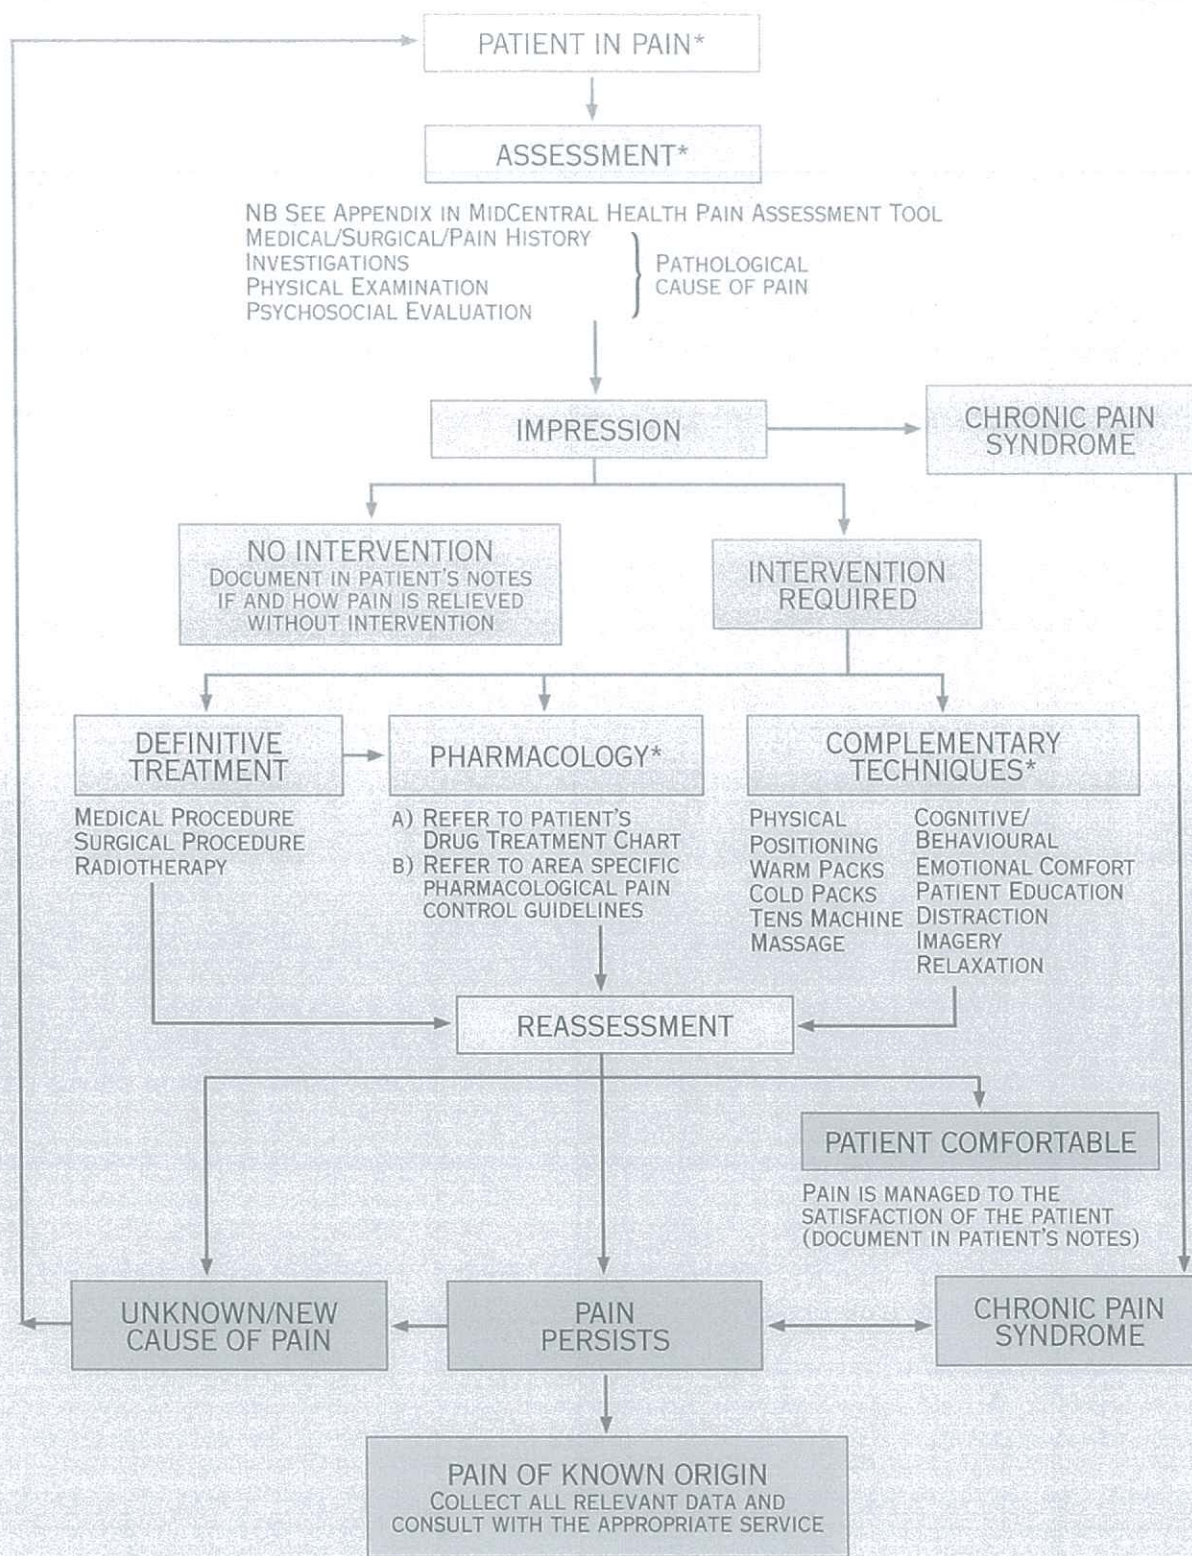 PATIENT IN PAIN*
ASSESSMENT*
NB SEE APPENDIX IN MIDCENTRAL HEALTH PAIN ASSESSMENT TOOL
MEDICAL/SURGICAL/PAIN HISTORY
INVESTIGATIONS
PHYSICAL EXAMINATION
PSYCHOSOCIAL EVALUATION
PATHOLOGICAL
CAUSE OF PAIN
IMPRESSION
CHRONIC PAIN
SYNDROME
NO INTERVENTION
DOCUMENT IN PATIENT'S NOTES
IF AND HOW PAIN IS RELIEVED
WITHOUT INTERVENTION
INTERVENTION
REQUIRED
DEFINITIVE
TREATMENT
MEDICAL PROCEDURE
SURGICAL PROCEDURE
RADIOTHERAPY
PHARMACOLOGY*
A) REFER TO PATIENT'S
DRUG TREATMENT CHART
B) REFER TO AREA SPECIFIC
PHARMACOLOGICAL PAIN
CONTROL GUIDELINES
COMPLEMENTARY
TECHNIQUES*
PHYSICAL
POSITIONING
WARM PACKS
COLD PACKS
TENS MACHINE
MASSAGE
COGNITIVE/
BEHAVIOURAL
EMOTIONAL COMFORT
PATIENT EDUCATION
DISTRACTION
IMAGERY
RELAXATION
REASSESSMENT
PATIENT COMFORTABLE
PAIN IS MANAGED TO THE
SATISFACTION OF THE PATIENT
(DOCUMENT IN PATIENT'S NOTES)
UNKNOWN/NEW
CAUSE OF PAIN
PAIN
PERSISTS
CHRONIC PAIN
SYNDROME
PAIN OF KNOWN ORIGIN
COLLECT ALL RELEVANT DATA AND
CONSULT WITH THE APPROPRIATE SERVICE